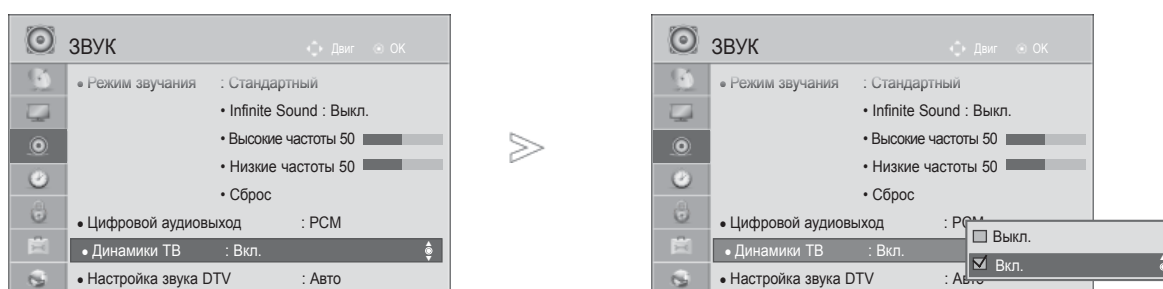 ЗВУК Двиг OK
• Режим звучания : Стандартный
• Infinite Sound : Выкл.
• Высокие частоты 50
• Низкие частоты 50
• Сброс
• Цифровой аудиовыход : PCM
• Динамики ТВ : Вкл.
• Настройка звука DTV : Авто
ЗВУК Двиг OK
• Режим звучания : Стандартный
• Infinite Sound : Выкл.
• Высокие частоты 50
• Низкие частоты 50
• Сброс
• Цифровой аудиовыход : PCM
Выкл.
• Динамики ТВ : Вкл.
Вкл.
• Настройка звука DTV : Авто